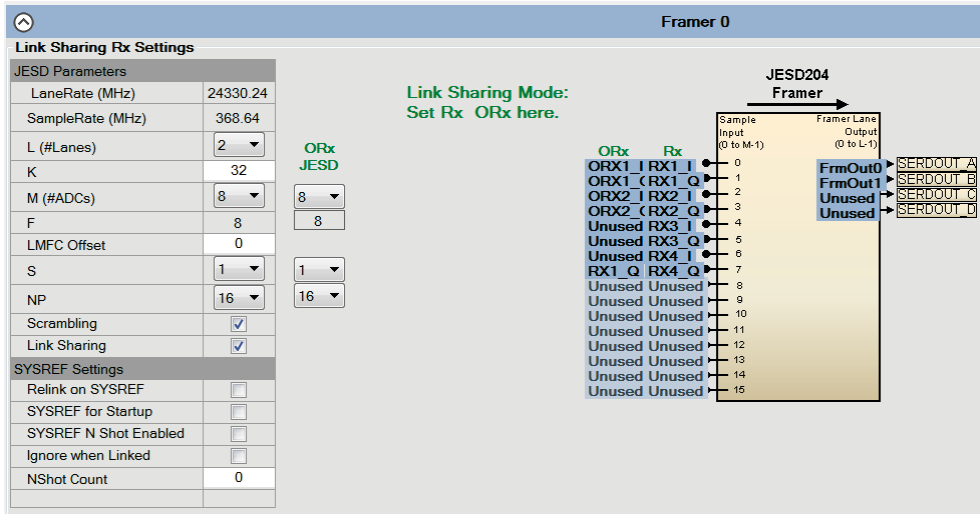 Framer 0
Link Sharing Rx Settings
JESD Parameters
LaneRate (MHz) 24330.24
SampleRate (MHz) 368.64
L (#Lanes) 2
K 32
M (#ADCs) 8
F 8
LMFC Offset 0
S 1
NP 16
Scrambling
Link Sharing
SYSREF Settings
Relink on SYSREF
SYSREF for Startup
SYSREF N Shot Enabled
Ignore when Linked
NShot Count 0
ORx
JESD
8
8
1
16
Link Sharing Mode:
Set Rx ORx here.
JESD204
Framer
Sample
Input
(0 to M-1)
Framer Lane
Output
(0 to L-1)
ORx Rx
ORX1_I RX1_I 0
ORX1_( RX1_Q 1
ORX2_I RX2_I 2
ORX2_( RX2_Q 3
Unused RX3_I 4
Unused RX3_Q 5
Unused RX4_I 6
RX1_Q RX4_Q 7
Unused Unused 8
Unused Unused 9
Unused Unused 10
Unused Unused 11
Unused Unused 12
Unused Unused 13
Unused Unused 14
Unused Unused 15
FrmOut0 SERDOUT_A
FrmOut1 SERDOUT_B
Unused SERDOUT_C
Unused SERDOUT_D